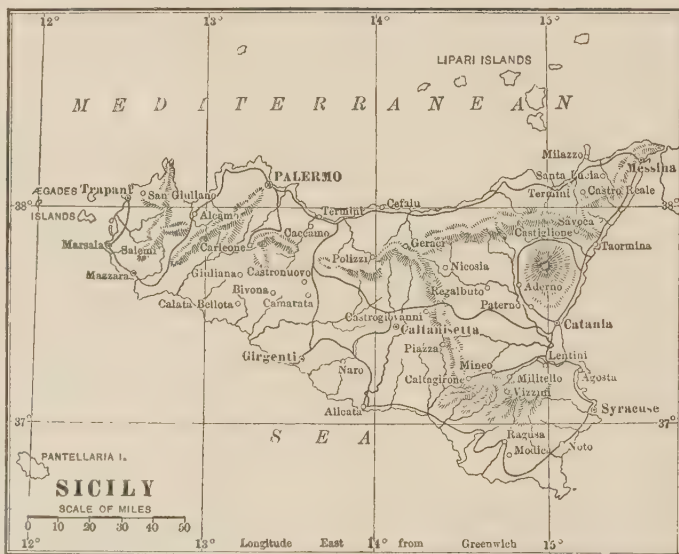 12° 13° 14° 15°
LIPARI ISLANDS
MEDITERRANEAN
Milazzo
Messina
Santa Lucia
PALERMO
Trapani
San Giuliano
Termini
Castro Reale
ÆGADES
ISLANDS
38°
38°
Alcamo
Termini
Cefalu
Savoca
Castiglione
Marsala
Salemi
Caccamo
Corleone
Geraci
Taormina
Polizzi
Mazzara
Giuliana
Castronuovo
Nicosia
Bivona
Regalbuto
Aderno
Calata Bellota
Camarata
Paterno
Castrogiovanni
Catania
Caltanisetta
Girgenti
Piazza
Lentini
Naro
Mineo
Caltagirone
Militello
Agosta
Vizzini
Alicata
Syracuse
37°
37°
SEA
Ragusa
Noto
Modica
PANTELLARIA I.
SICILY
SCALE OF MILES
0 10 20 30 40 50
12° 13° Longitude East 14° from Greenwich 15°